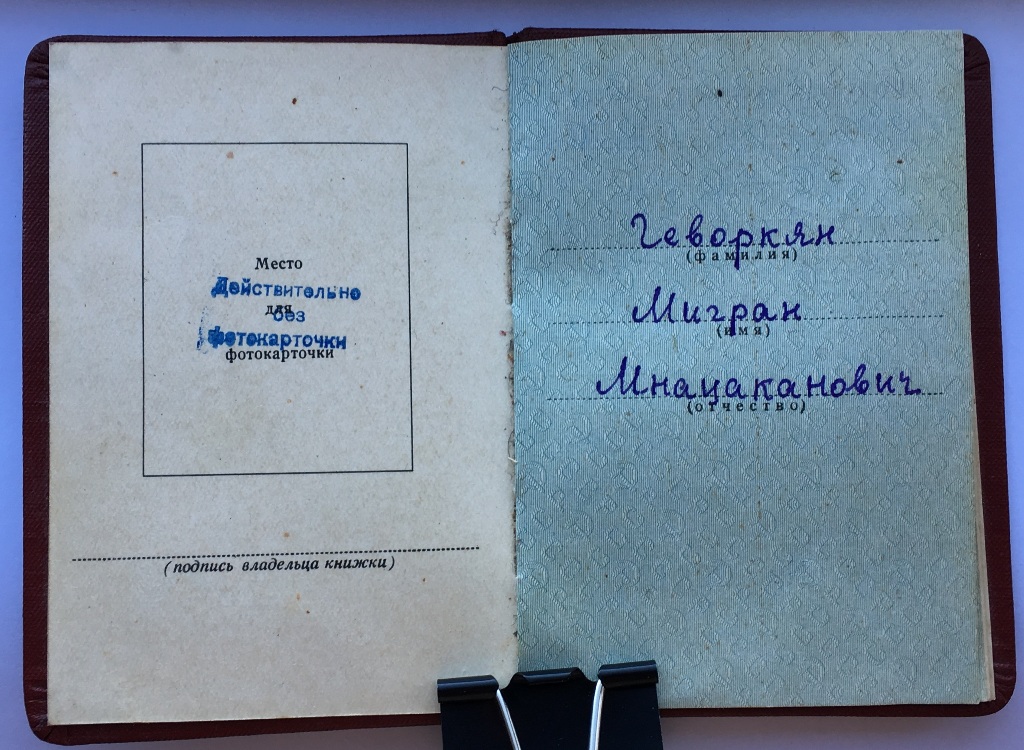 Место
Действительно
для
без
фотокарточки
фотокарточки
(подпись владельца книжки)
Геворкян
(фамилия)
Мигран
(имя)
Мнацаканович
(отчество)